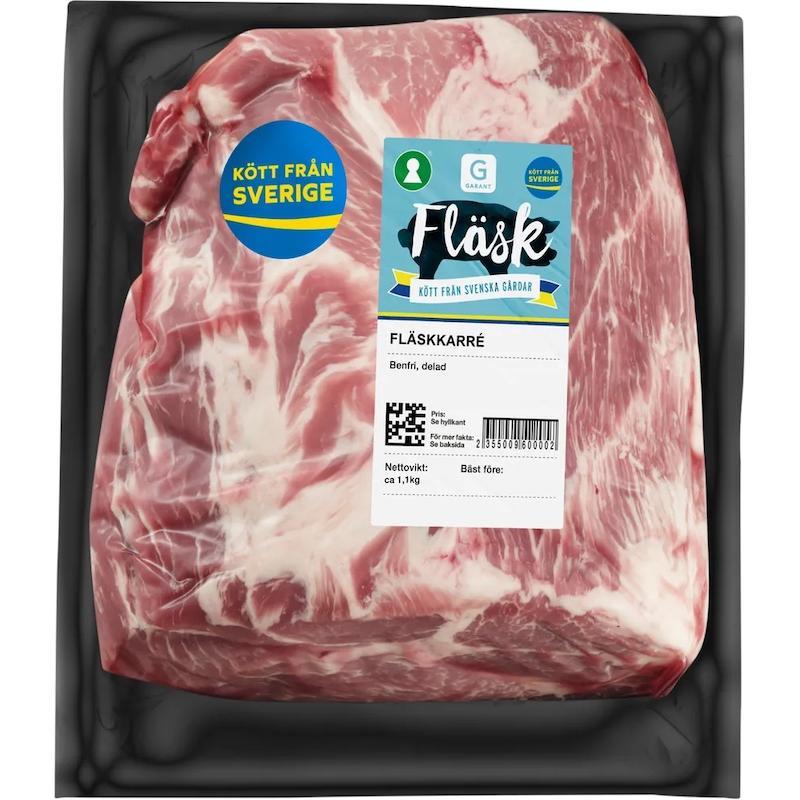 KÖTT FRÅN
SVERIGE
G
GARANT
KÖTT FRÅN
SVERIGE
Fläsk
KÖTT FRÅN SVENSKA GÅRDAR
FLÄSKKARRÉ
Benfri, delad
Pris:
Se hyllkant
För mer fakta:
Se baksida
2 355009 600002
Nettovikt:
ca 1,1kg
Bäst före: